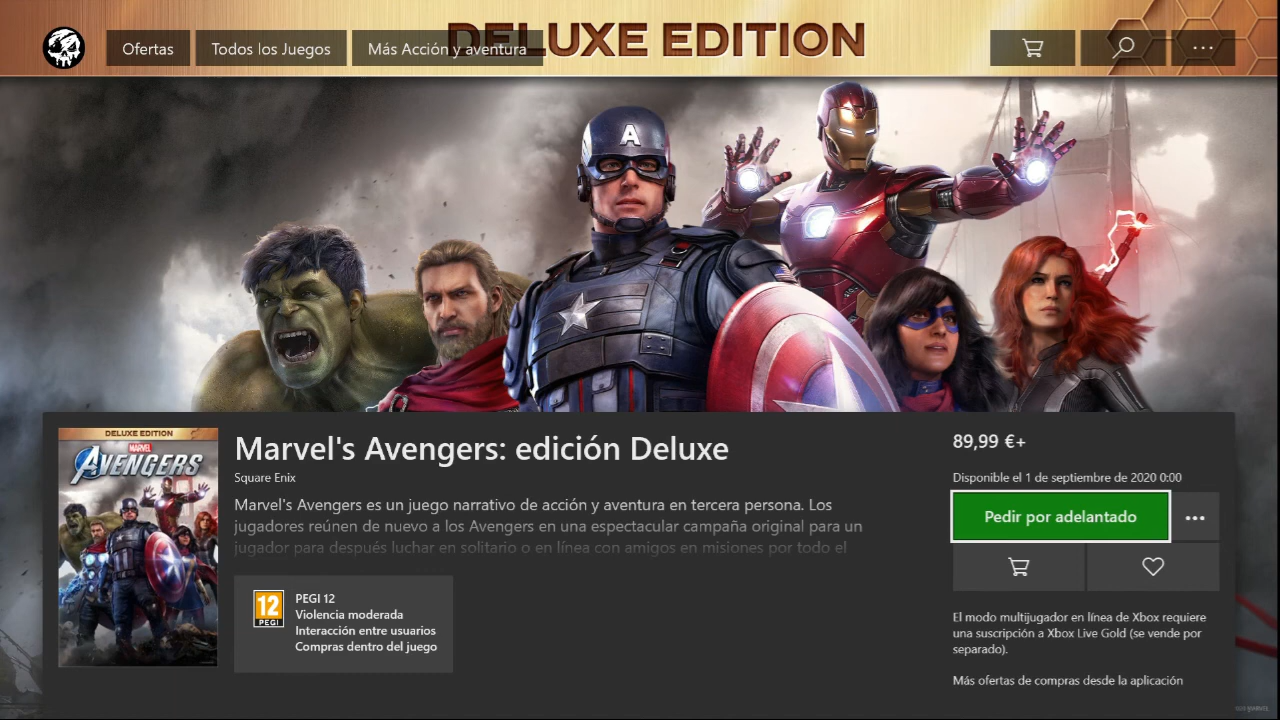 DELUXE EDITION
Ofertas
Todos los Juegos
Más Acción y aventura
A
DELUXE EDITION
MARVEL
AVENGERS
Marvel's Avengers: edición Deluxe
Square Enix
Marvel's Avengers es un juego narrativo de acción y aventura en tercera persona. Los
jugadores reúnen de nuevo a los Avengers en una espectacular campaña original para un
jugador para después luchar en solitario o en línea con amigos en misiones por todo el
12
PEGI
PEGI 12
Violencia moderada
Interacción entre usuarios
Compras dentro del juego
89,99 €+
Disponible el 1 de septiembre de 2020 0:00
Pedir por adelantado
El modo multijugador en línea de Xbox requiere
una suscripción a Xbox Live Gold (se vende por
separado).
Más ofertas de compras desde la aplicación